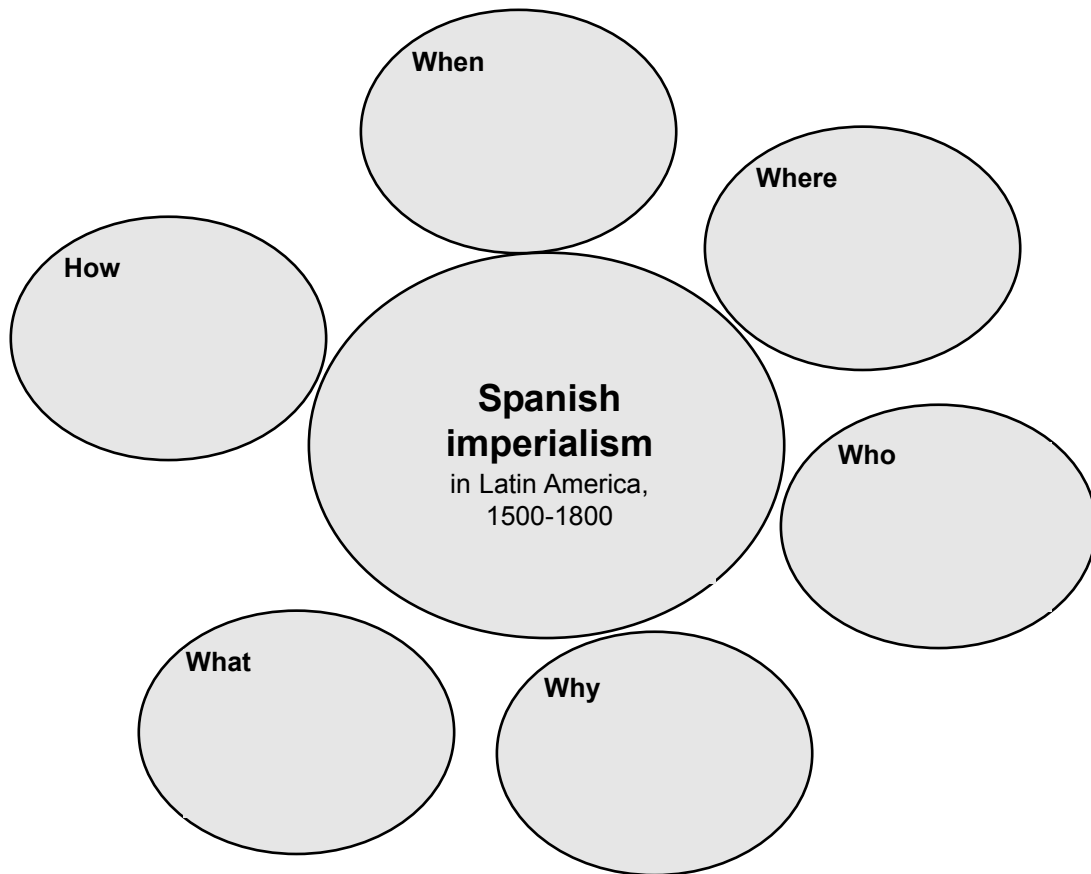 When
Where
How
Spanish
imperialism
in Latin America,
1500-1800
Who
What
Why